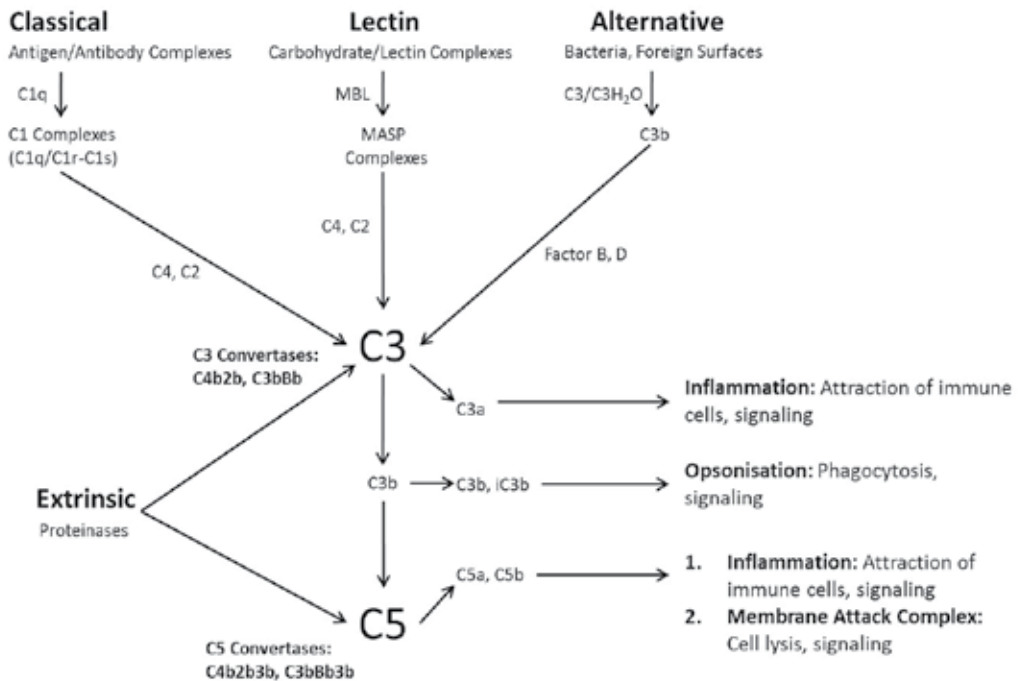 Classical
Antigen/Antibody Complexes
C1q
C1 Complexes
(C1q/C1r-C1s)
C4, C2
Lectin
Carbohydrate/Lectin Complexes
MBL
MASP
Complexes
C4, C2
Alternative
Bacteria, Foreign Surfaces
C3/C3H₂O
C3b
Factor B, D
C3
C3 Convertases:
C4b2b, C3bBb
C3a
Inflammation: Attraction of immune
cells, signaling
C3b
C3b, iC3b
Opsonisation: Phagocytosis,
signaling
Extrinsic
Proteinases
C5a, C5b
1. Inflammation: Attraction of
immune cells, signaling
2. Membrane Attack Complex:
Cell lysis, signaling
C5
C5 Convertases:
C4b2b3b, C3bBb3b